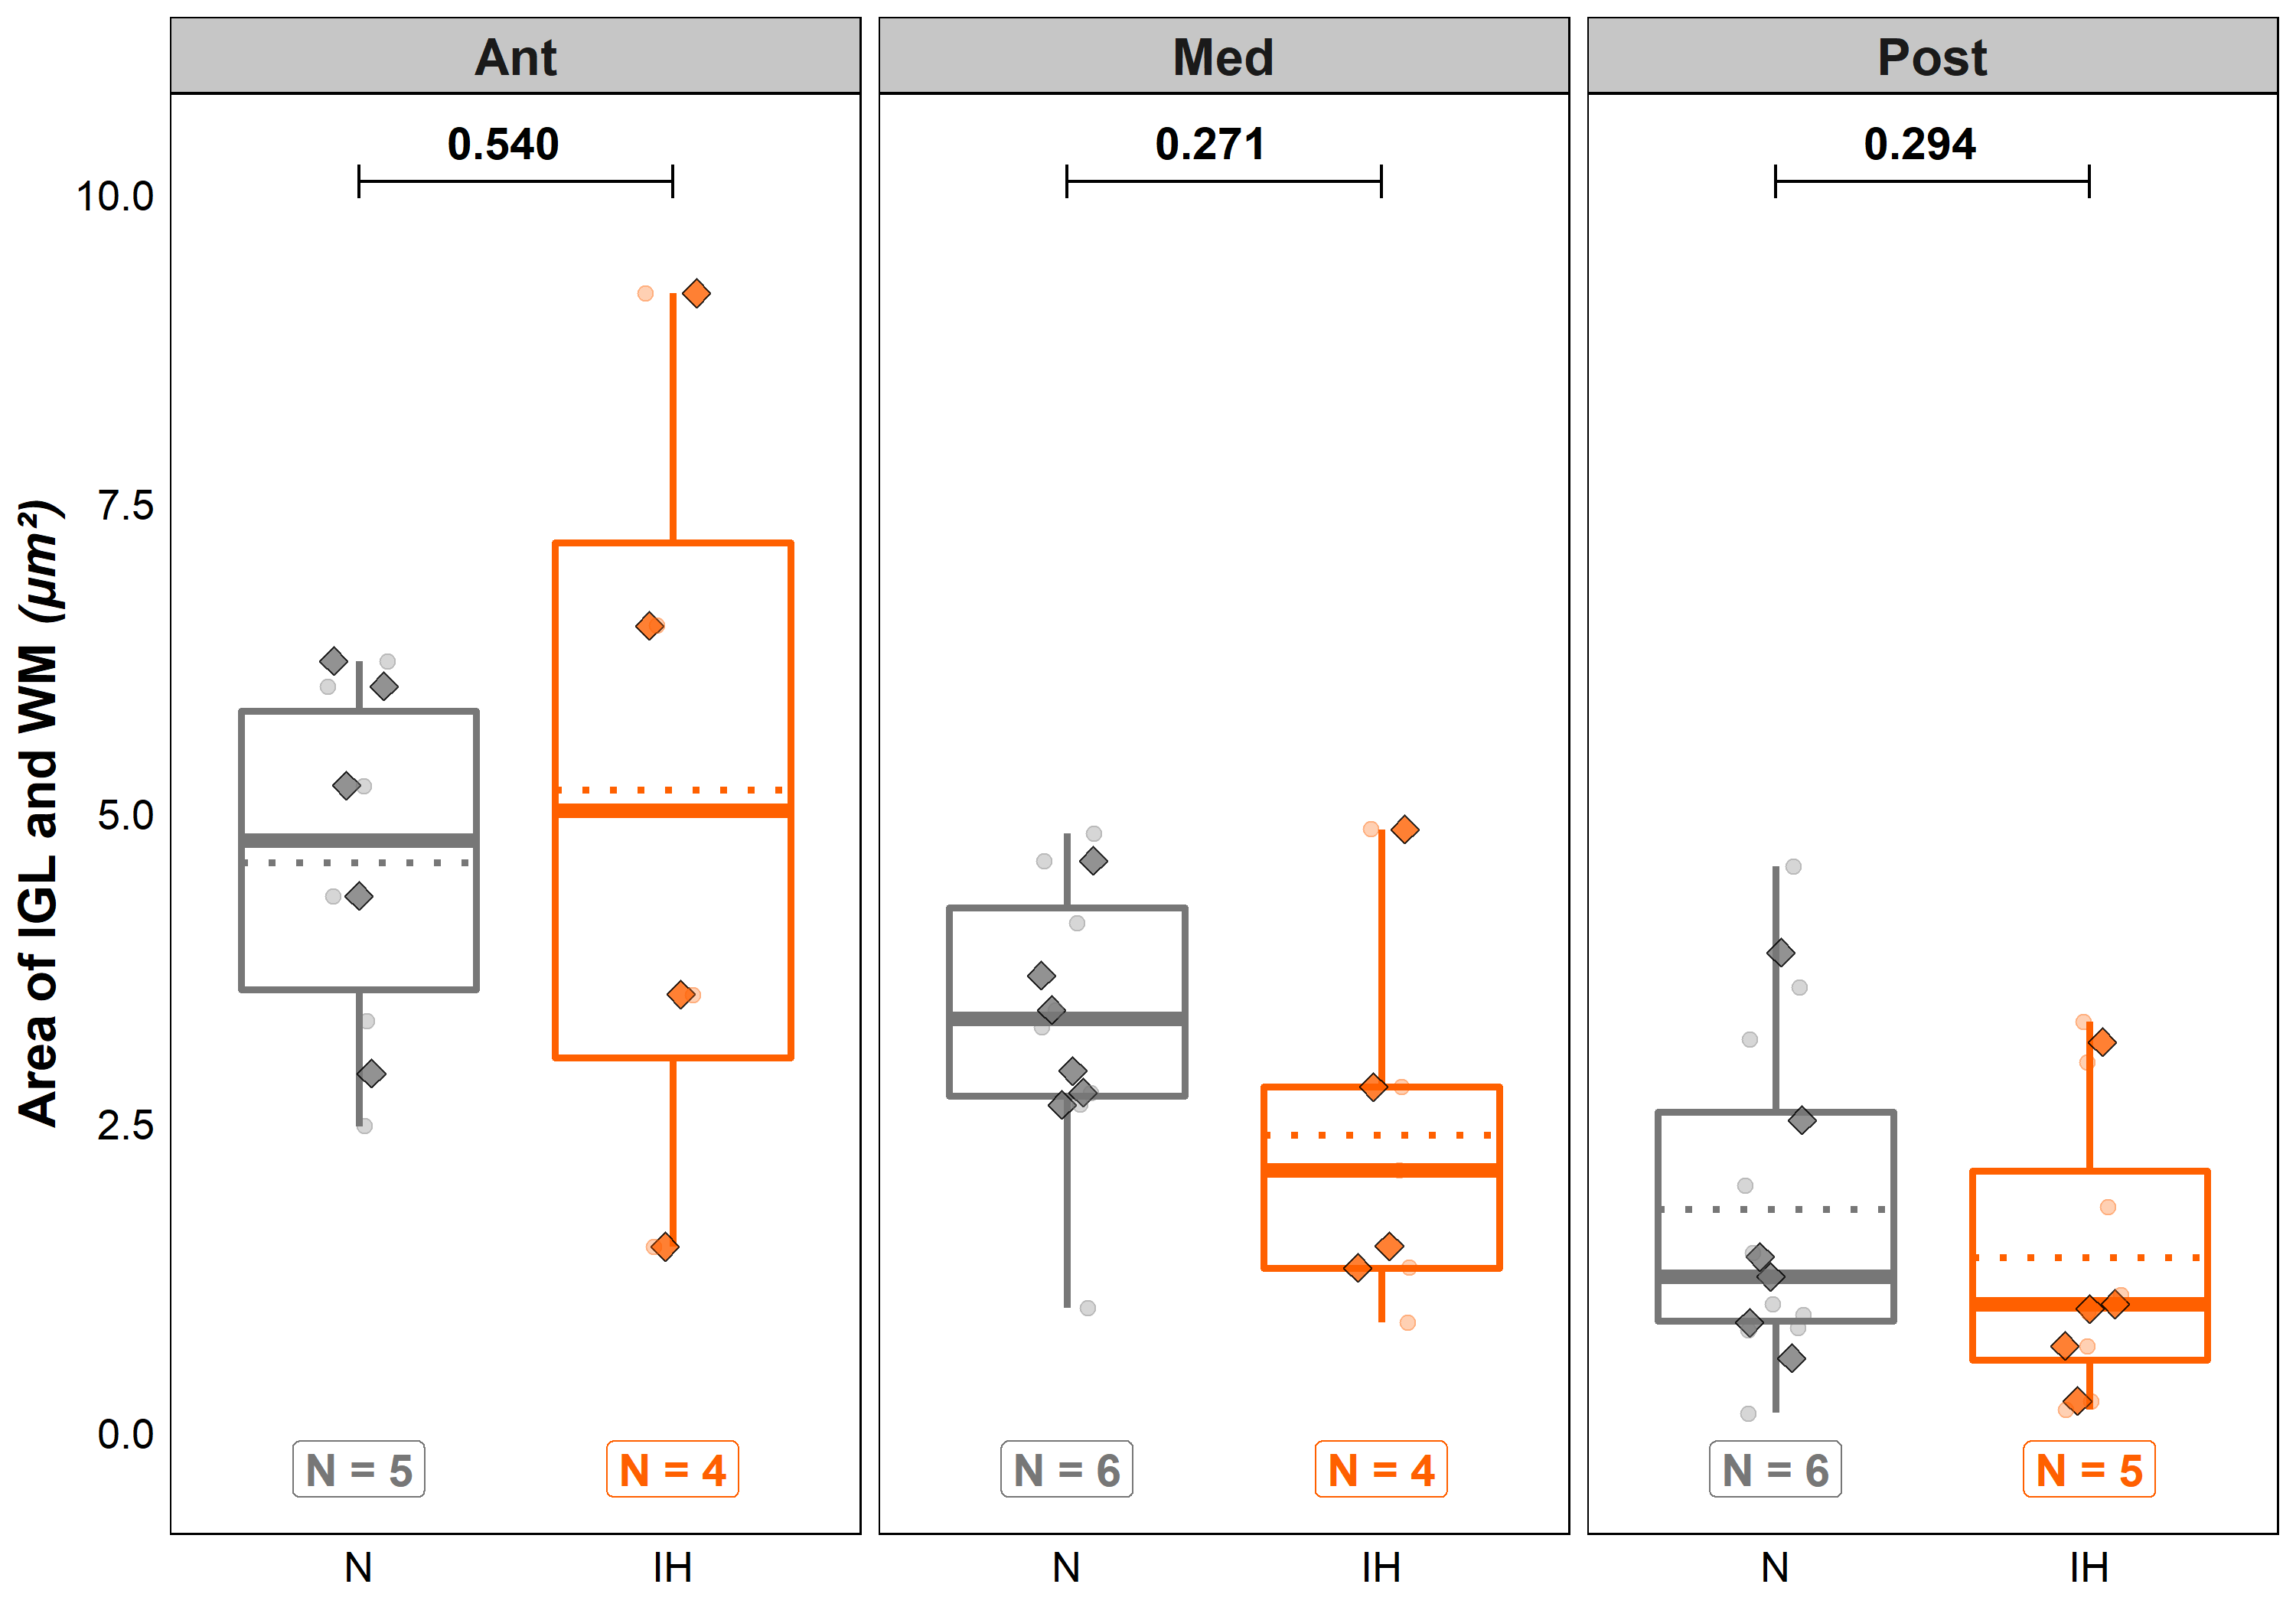 Ant Med Post
0.540 0.271 0.294
10.0
7.5
5.0
2.5
0.0
Area of IGL and WM (µm²)
N = 5 N = 4 N = 6 N = 4 N = 6 N = 5
N IH N IH N IH